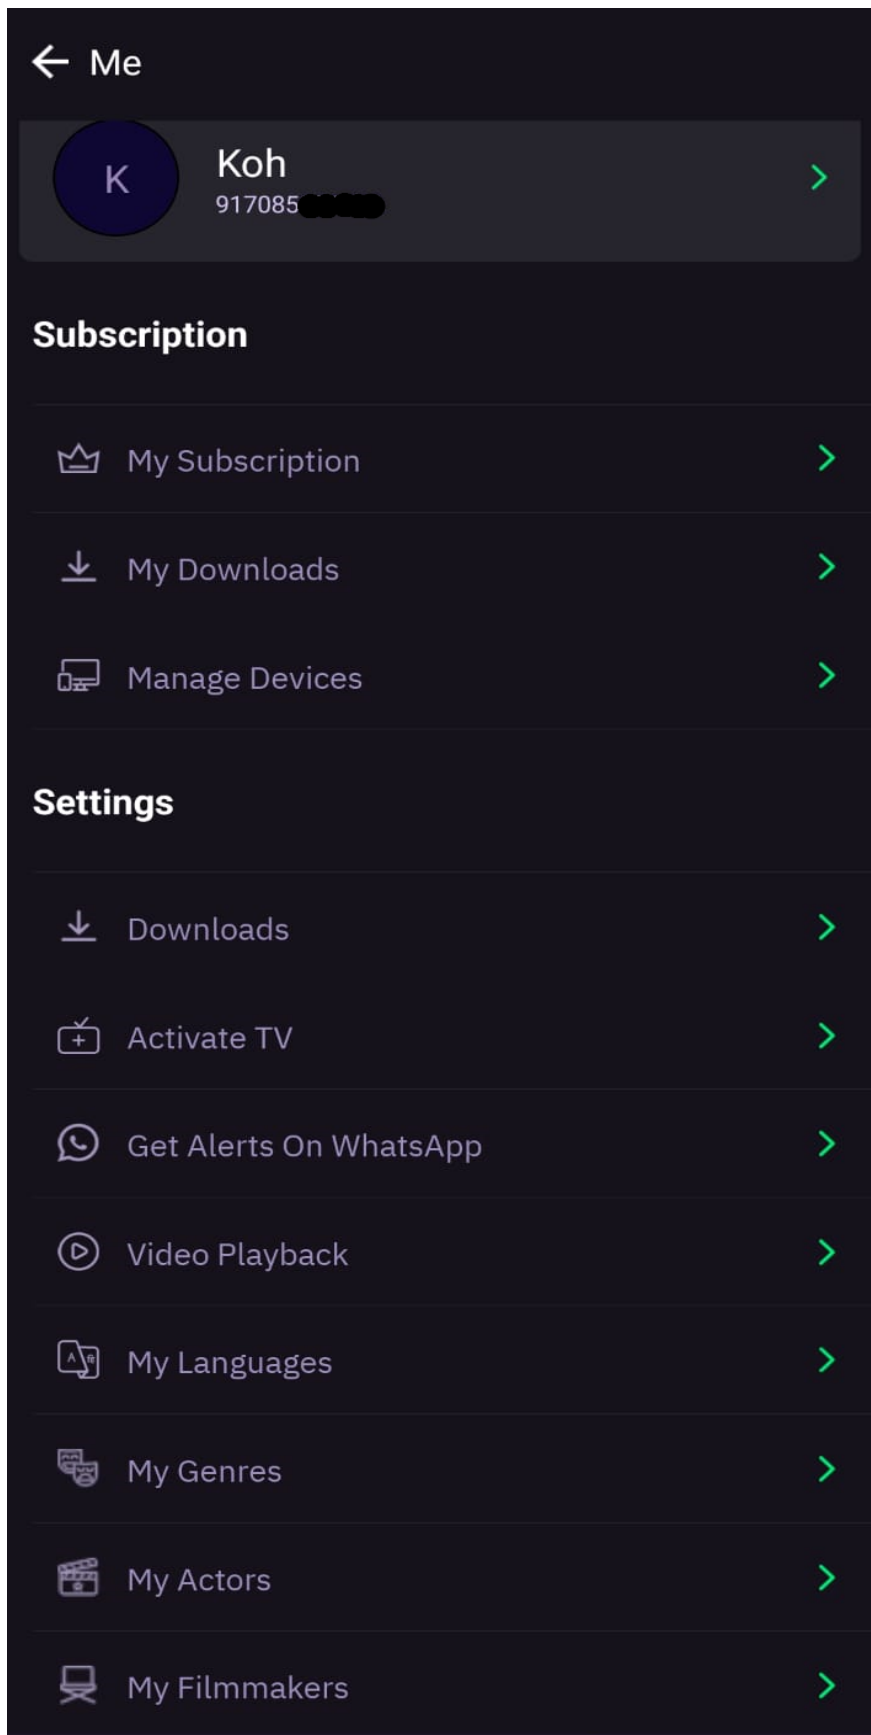 Me
K
Koh
917085
Subscription
My Subscription
My Downloads
Manage Devices
Settings
Downloads
Activate TV
Get Alerts On WhatsApp
Video Playback
My Languages
My Genres
My Actors
My Filmmakers